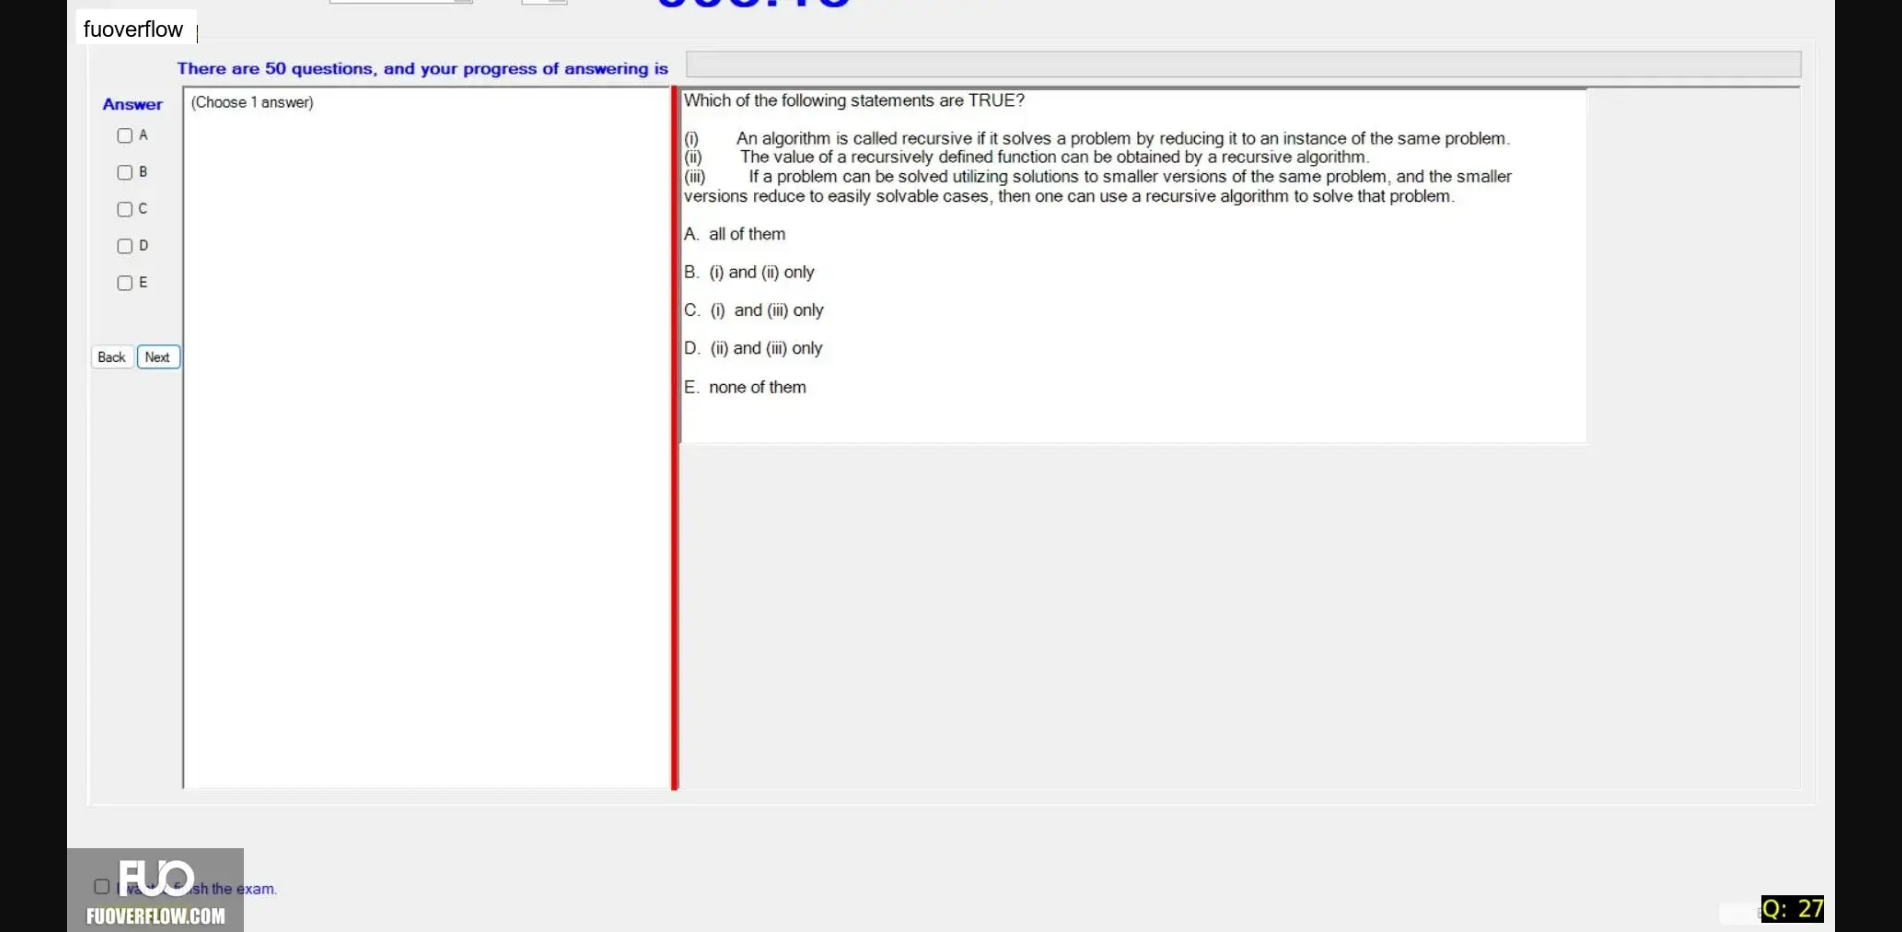 fuoverflow
There are 50 questions, and your progress of answering is
Answer
(Choose 1 answer)
A
B
C
D
E
Back Next
Which of the following statements are TRUE?
(i) An algorithm is called recursive if it solves a problem by reducing it to an instance of the same problem.
(ii) The value of a recursively defined function can be obtained by a recursive algorithm.
(iii) If a problem can be solved utilizing solutions to smaller versions of the same problem, and the smaller
versions reduce to easily solvable cases, then one can use a recursive algorithm to solve that problem.
A. all of them
B. (i) and (ii) only
C. (i) and (iii) only
D. (ii) and (iii) only
E. none of them
FUO
the exam.
FUOVERFLOW.COM
Q: 27